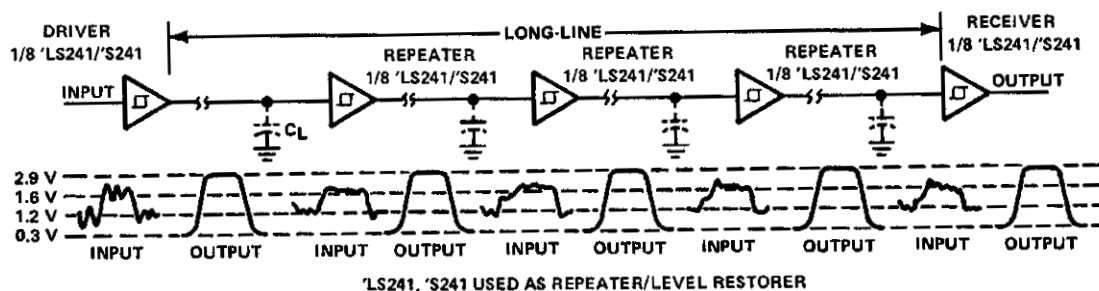 DRIVER
1/8 'LS241/'S241
LONG-LINE
RECEIVER
1/8 'LS241/'S241
REPEATER
1/8 'LS241/'S241
REPEATER
1/8 'LS241/'S241
REPEATER
1/8 'LS241/'S241
INPUT
OUTPUT
CL
2.9 V
1.6 V
1.2 V
0.3 V
INPUT OUTPUT INPUT OUTPUT INPUT OUTPUT INPUT OUTPUT INPUT OUTPUT
'LS241, 'S241 USED AS REPEATER/LEVEL RESTORER